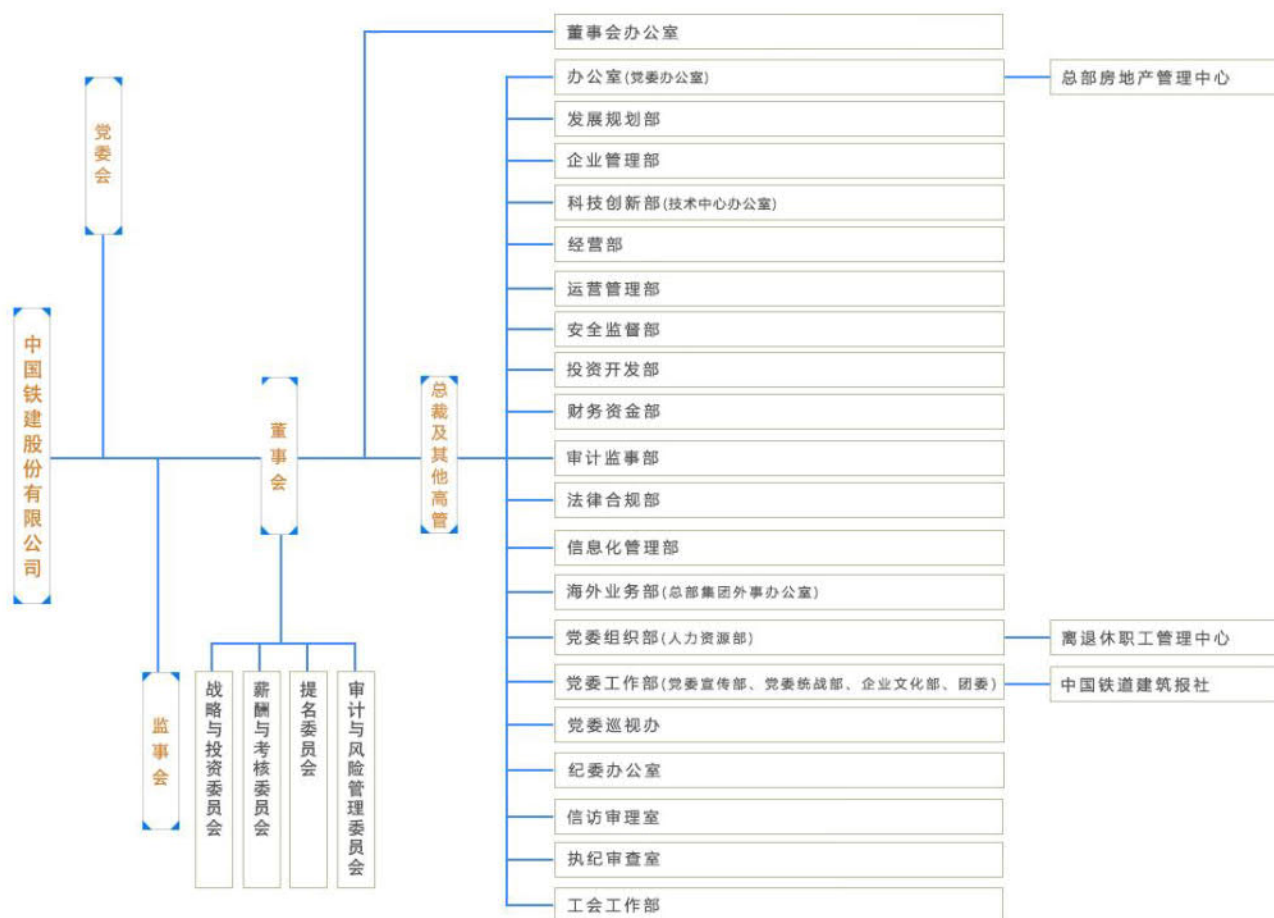 董事会办公室
办公室(党委办公室)
总部房地产管理中心
党委会
发展规划部
企业管理部
科技创新部(技术中心办公室)
经营部
运营管理部
安全监督部
中国铁建股份有限公司
投资开发部
董事会
总裁及其他高管
财务资金部
审计监事部
法律合规部
信息化管理部
海外业务部(总部集团外事办公室)
党委组织部(人力资源部)
离退休职工管理中心
监事会
战略与投资委员会
薪酬与考核委员会
提名委员会
审计与风险管理委员会
党委工作部(党委宣传部、党委统战部、企业文化部、团委)
中国铁道建筑报社
党委巡视办
纪委办公室
信访审理室
执纪审查室
工会工作部